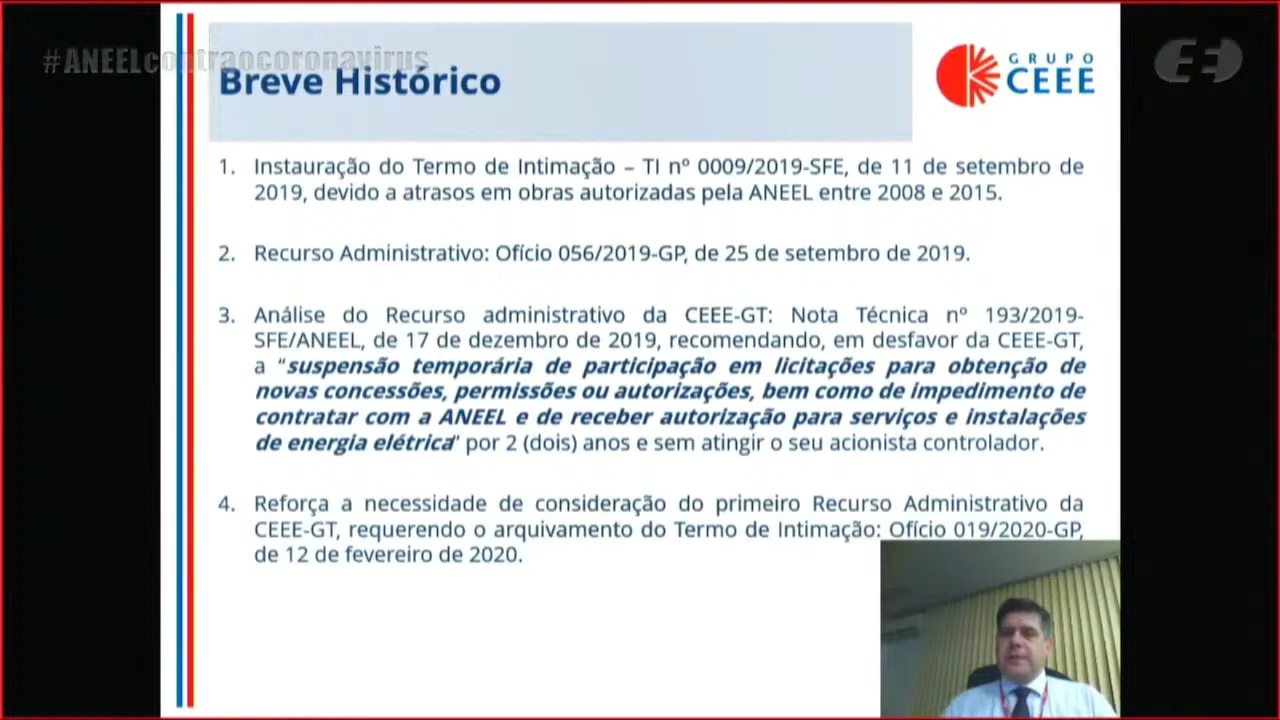 #ANEELcontraocoronavirus
Breve Histórico
GRUPO
CEEE
1. Instauração do Termo de Intimação – TI nº 0009/2019-SFE, de 11 de setembro de
2019, devido a atrasos em obras autorizadas pela ANEEL entre 2008 e 2015.
2. Recurso Administrativo: Ofício 056/2019-GP, de 25 de setembro de 2019.
3. Análise do Recurso administrativo da CEEE-GT: Nota Técnica nº 193/2019-
SFE/ANEEL, de 17 de dezembro de 2019, recomendando, em desfavor da CEEE-GT,
a “suspensão temporária de participação em licitações para obtenção de
novas concessões, permissões ou autorizações, bem como de impedimento de
contratar com a ANEEL e de receber autorização para serviços e instalações
de energia elétrica” por 2 (dois) anos e sem atingir o seu acionista controlador.
4. Reforça a necessidade de consideração do primeiro Recurso Administrativo da
CEEE-GT, requerendo o arquivamento do Termo de Intimação: Ofício 019/2020-GP,
de 12 de fevereiro de 2020.